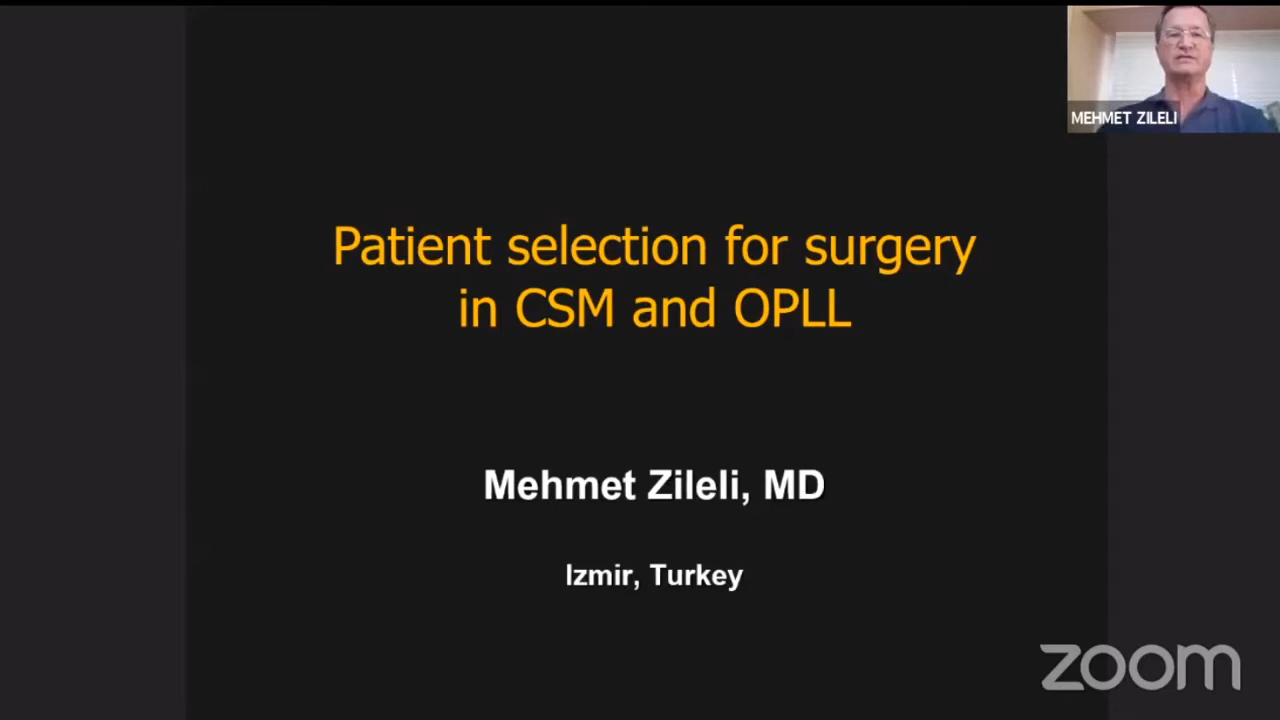 MEHMET ZILELI
Patient selection for surgery
in CSM and OPLL
Mehmet Zileli, MD
Izmir, Turkey
zoom